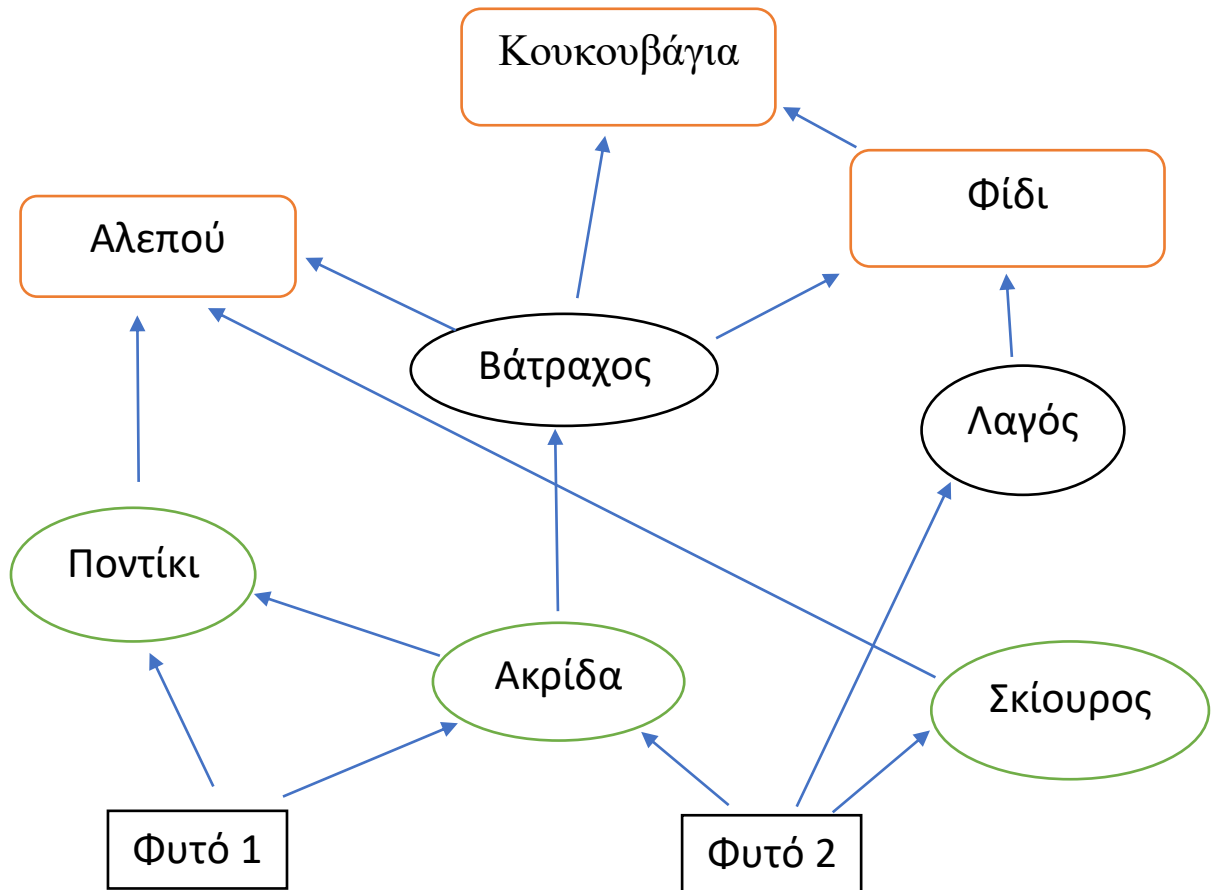 Κουκουβάγια
Φίδι
Αλεπού
Βάτραχος
Λαγός
Ποντίκι
Ακρίδα
Σκίουρος
Φυτό 1
Φυτό 2